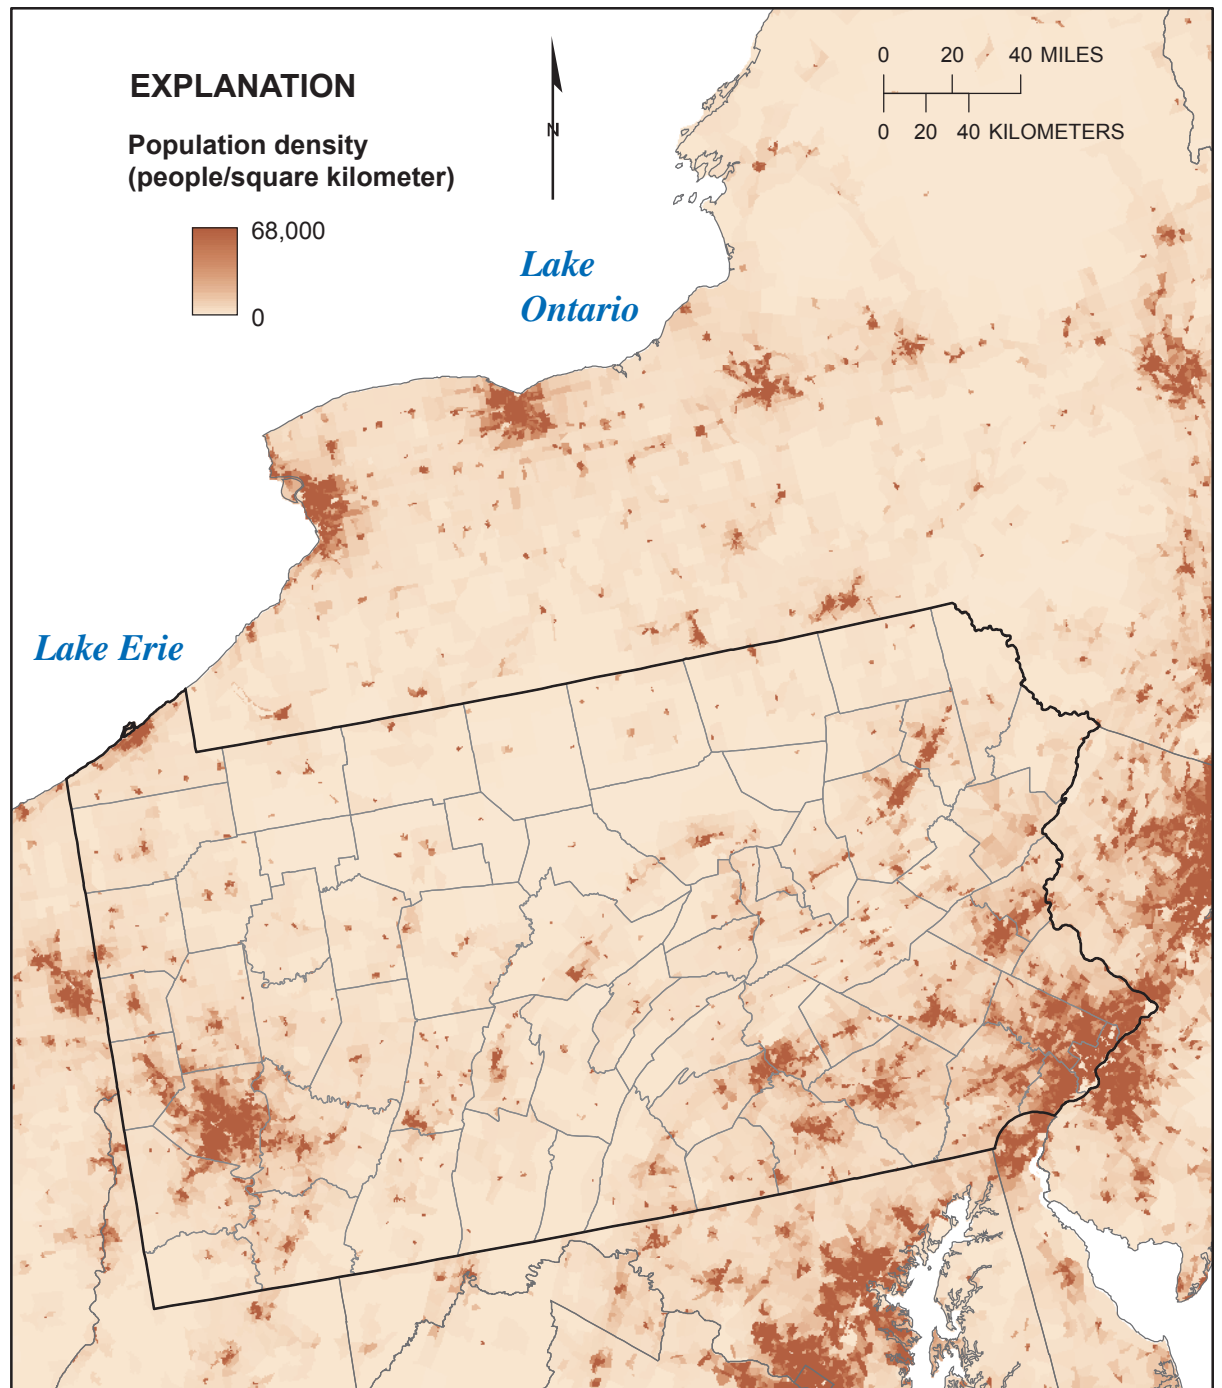 EXPLANATION
Population density
(people/square kilometer)
68,000
0
N
0 20 40 MILES
0 20 40 KILOMETERS
Lake
Ontario
Lake Erie